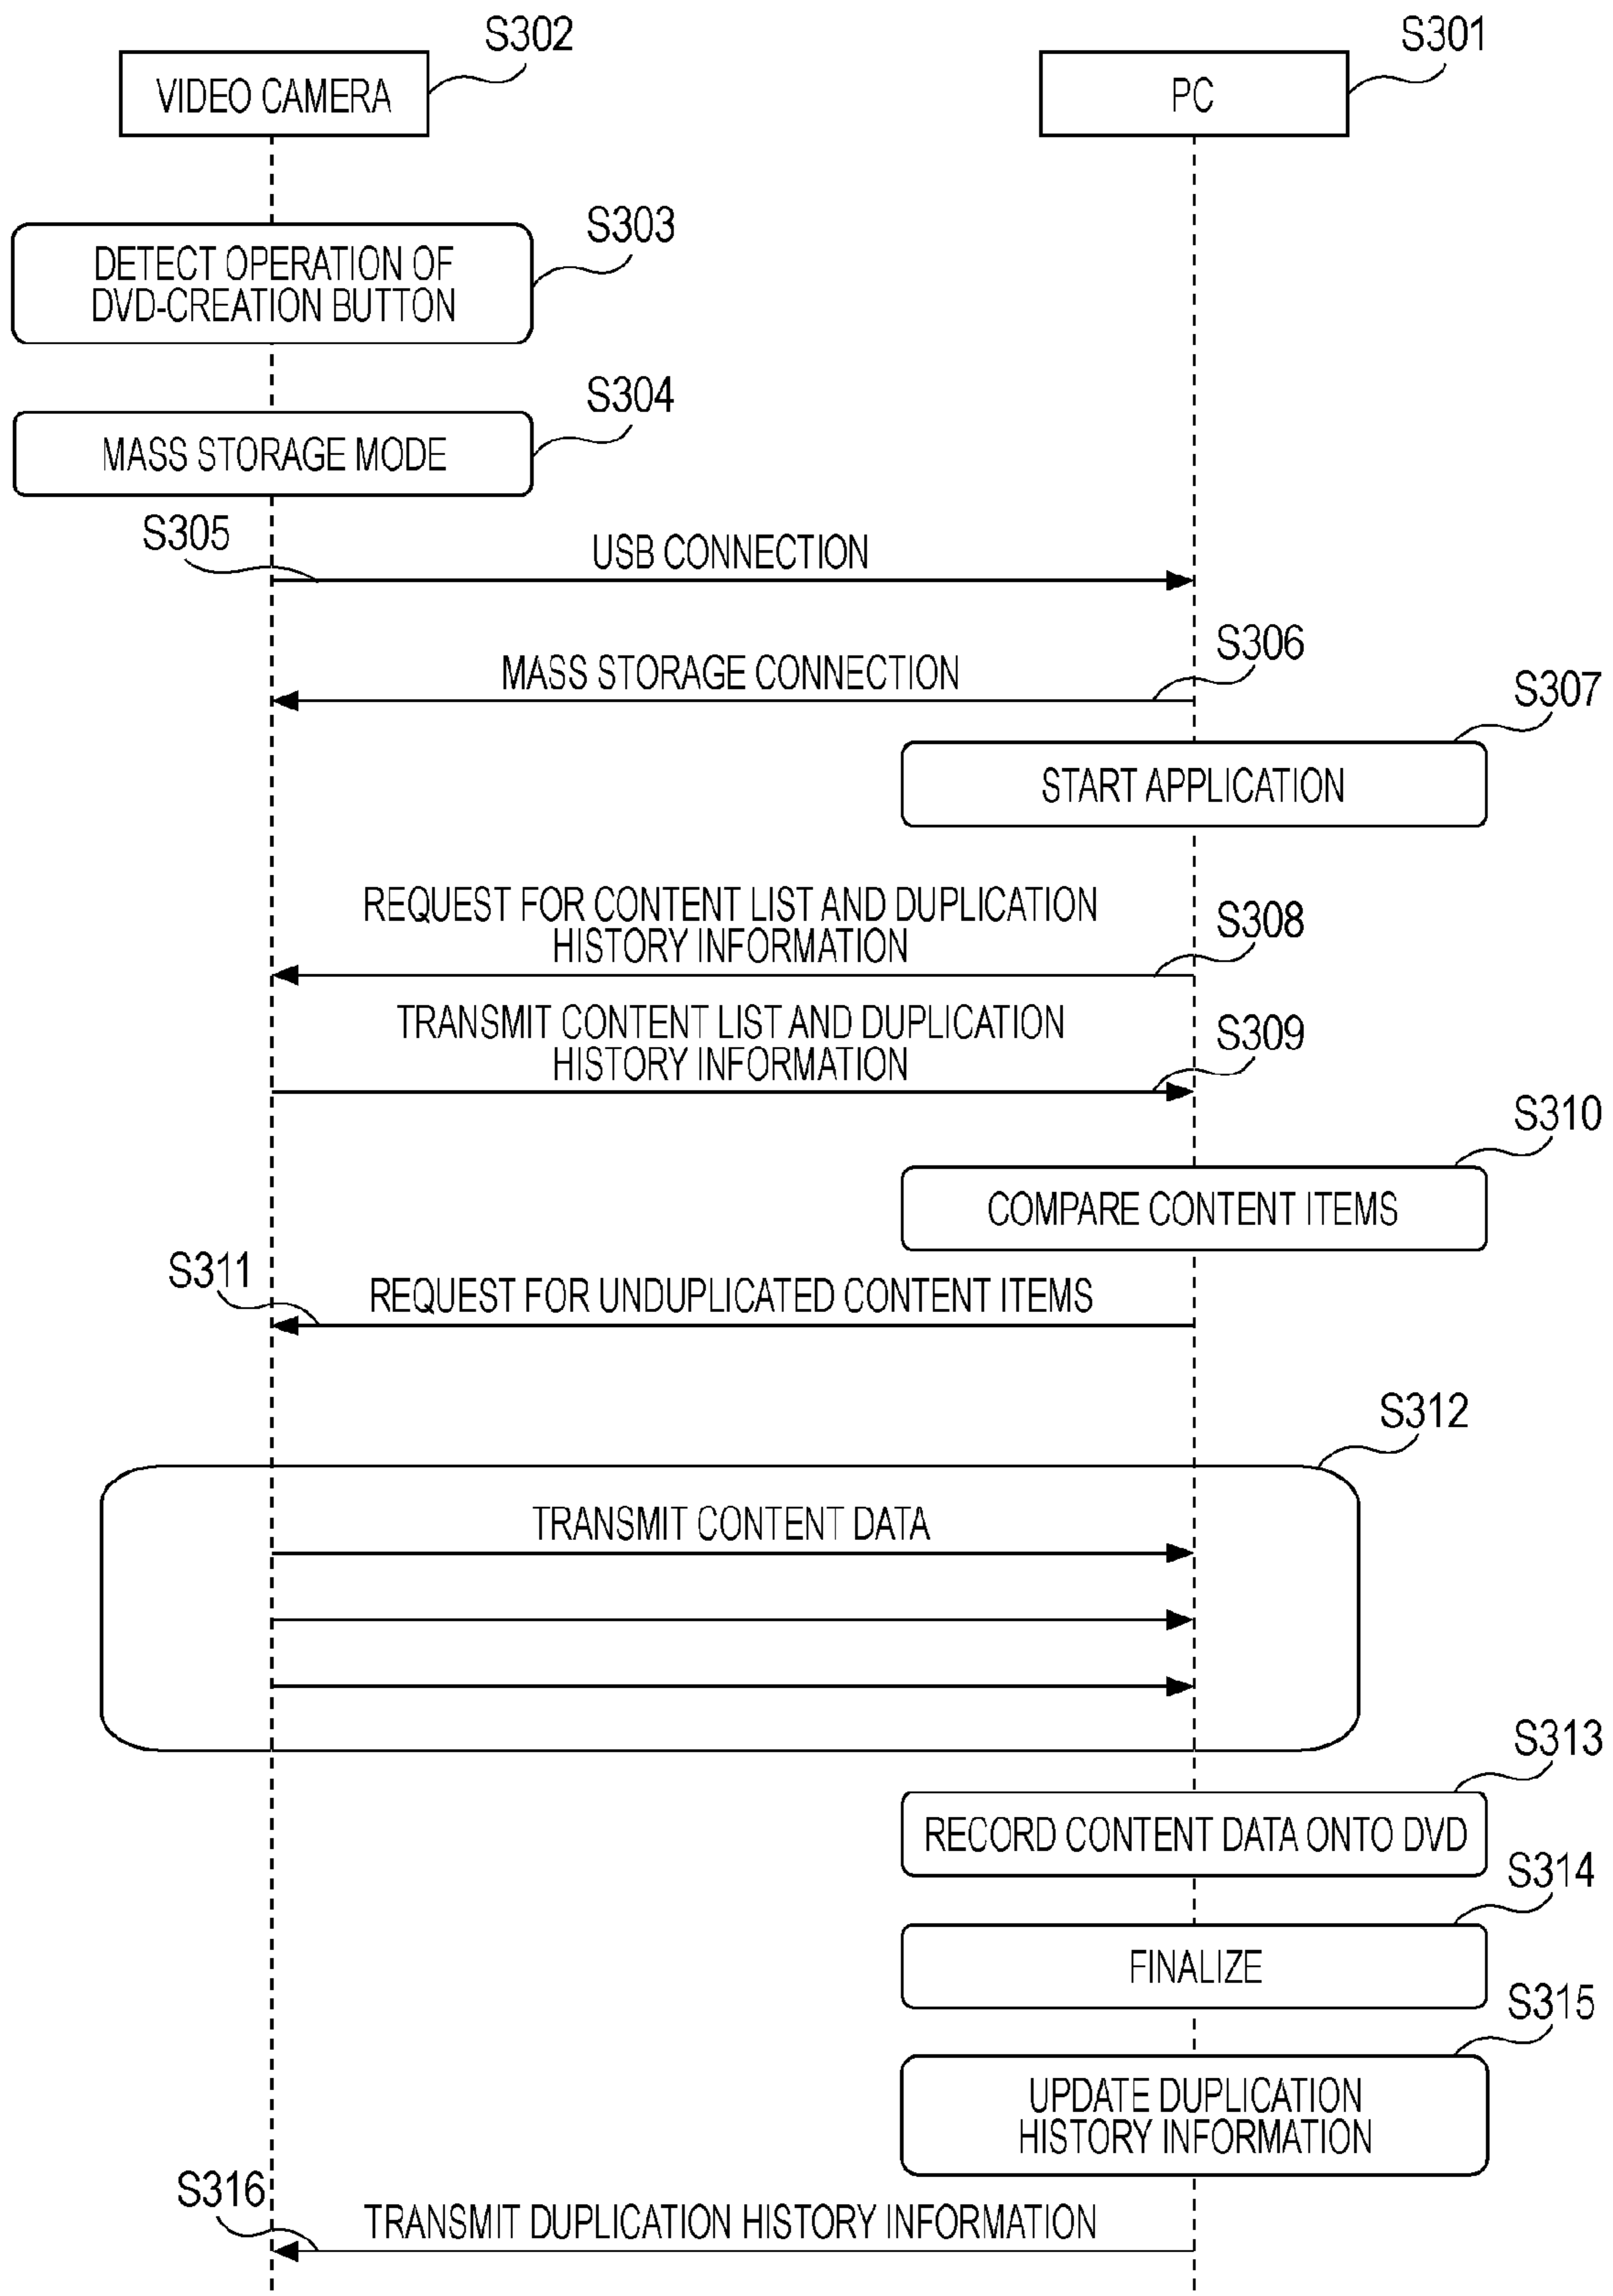 S302
VIDEO CAMERA
S301
PC
S303
DETECT OPERATION OF
DVD-CREATION BUTTON
S304
MASS STORAGE MODE
S305
USB CONNECTION
S306
MASS STORAGE CONNECTION
S307
START APPLICATION
REQUEST FOR CONTENT LIST AND DUPLICATION
HISTORY INFORMATION
S308
TRANSMIT CONTENT LIST AND DUPLICATION
HISTORY INFORMATION
S309
S310
COMPARE CONTENT ITEMS
S311
REQUEST FOR UNDUPLICATED CONTENT ITEMS
S312
TRANSMIT CONTENT DATA
S313
RECORD CONTENT DATA ONTO DVD
S314
FINALIZE
S315
UPDATE DUPLICATION
HISTORY INFORMATION
S316
TRANSMIT DUPLICATION HISTORY INFORMATION